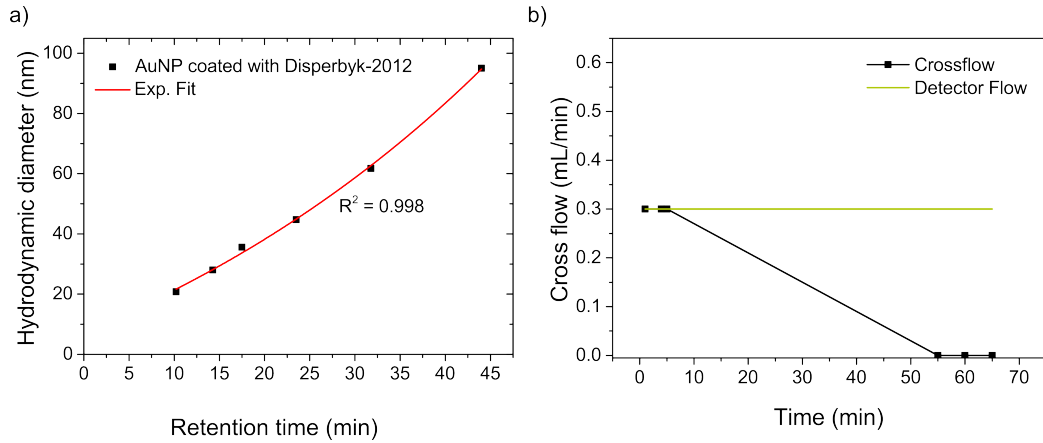 a)
Hydrodynamic diameter (nm)
100
80
60
40
20
0
AuNP coated with Disperbyk-2012
Exp. Fit
R² = 0.998
0 5 10 15 20 25 30 35 40 45
Retention time (min)
b)
Cross flow (mL/min)
0.6
0.5
0.4
0.3
0.2
0.1
0.0
Crossflow
Detector Flow
0 10 20 30 40 50 60 70
Time (min)